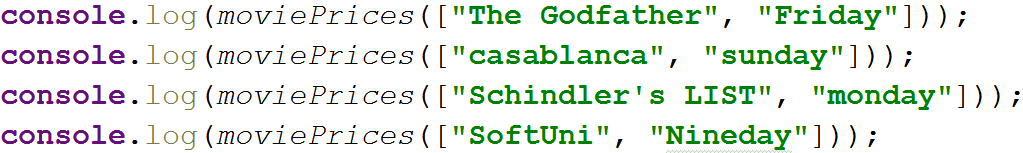 console.log(moviePrices(["The Godfather", "Friday"]));
console.log(moviePrices(["casablanca", "sunday"]));
console.log(moviePrices(["Schindler's LIST", "monday"]));
console.log(moviePrices(["SoftUni", "Nineday"]));